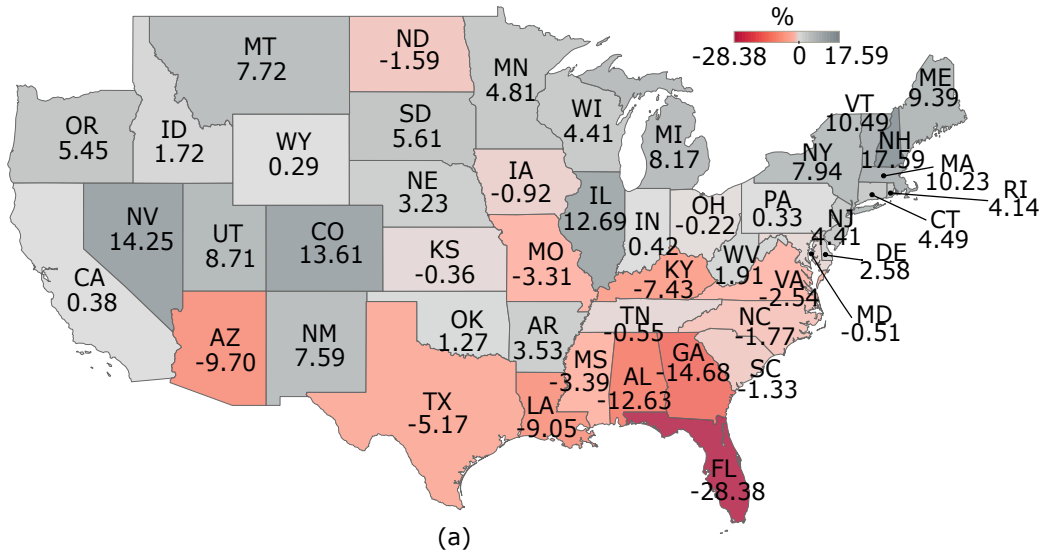 %
-28.38 0 17.59
MT
7.72
ND
-1.59
MN
4.81
ME
9.39
VT
10.49
NH
17.59
OR
5.45
ID
1.72
WY
0.29
SD
5.61
WI
4.41
MI
8.17
NY
7.94
MA
10.23
RI
4.14
CT
4.49
NV
14.25
UT
8.71
CO
13.61
NE
3.23
IA
-0.92
IL
12.69
IN
0.42
OH
-0.22
PA
0.33
NJ
4.41
DE
2.58
MD
-0.51
CA
0.38
KS
-0.36
MO
-3.31
KY
-7.43
WV
1.91
VA
-2.54
AZ
-9.70
NM
7.59
OK
1.27
AR
3.53
TN
-0.55
NC
-1.77
SC
-1.33
TX
-5.17
LA
-9.05
MS
-3.39
AL
-12.63
GA
-14.68
FL
-28.38
(a)